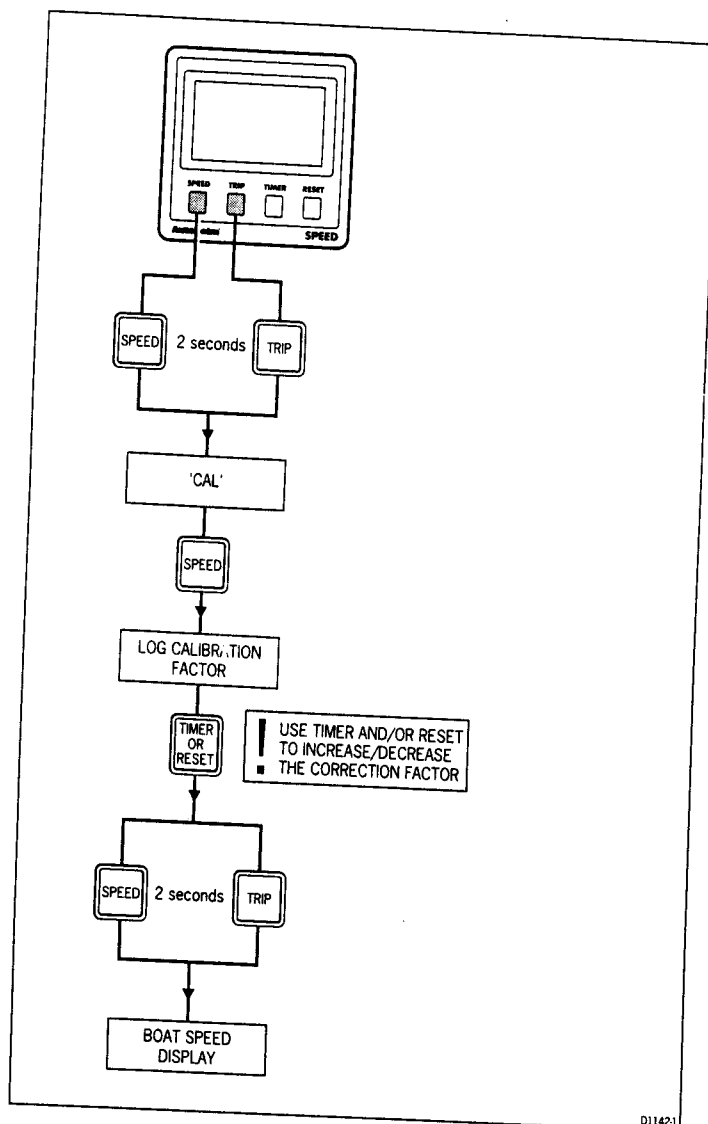 SPEED TRIP TIMER RESET
SPEED
SPEED 2 seconds TRIP
'CAL'
SPEED
LOG CALIBRATION
FACTOR
TIMER
OR
RESET
! USE TIMER AND/OR RESET
TO INCREASE/DECREASE
THE CORRECTION FACTOR
SPEED 2 seconds TRIP
BOAT SPEED
DISPLAY
D1142-1